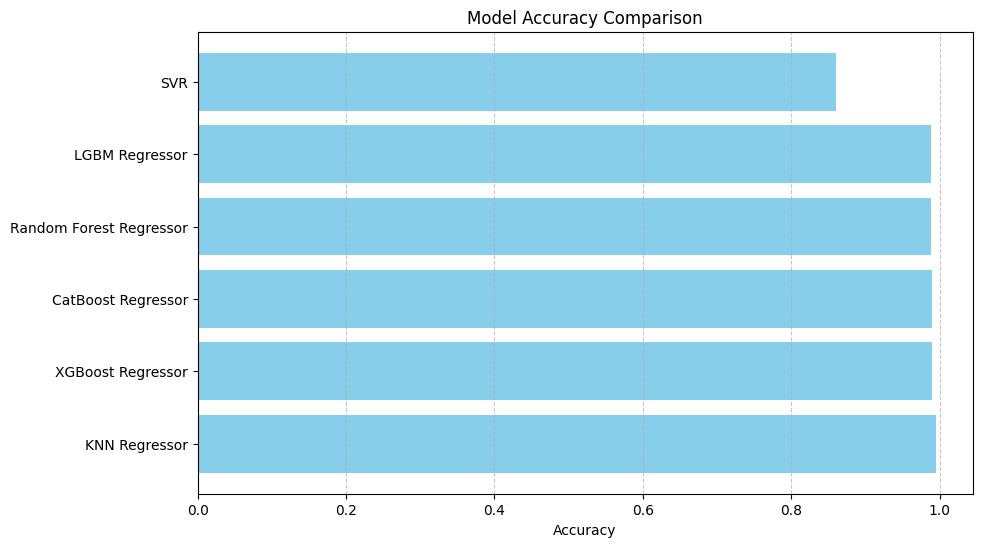 Model Accuracy Comparison
SVR
LGBM Regressor
Random Forest Regressor
CatBoost Regressor
XGBoost Regressor
KNN Regressor
0.0 0.2 0.4 0.6 0.8 1.0
Accuracy